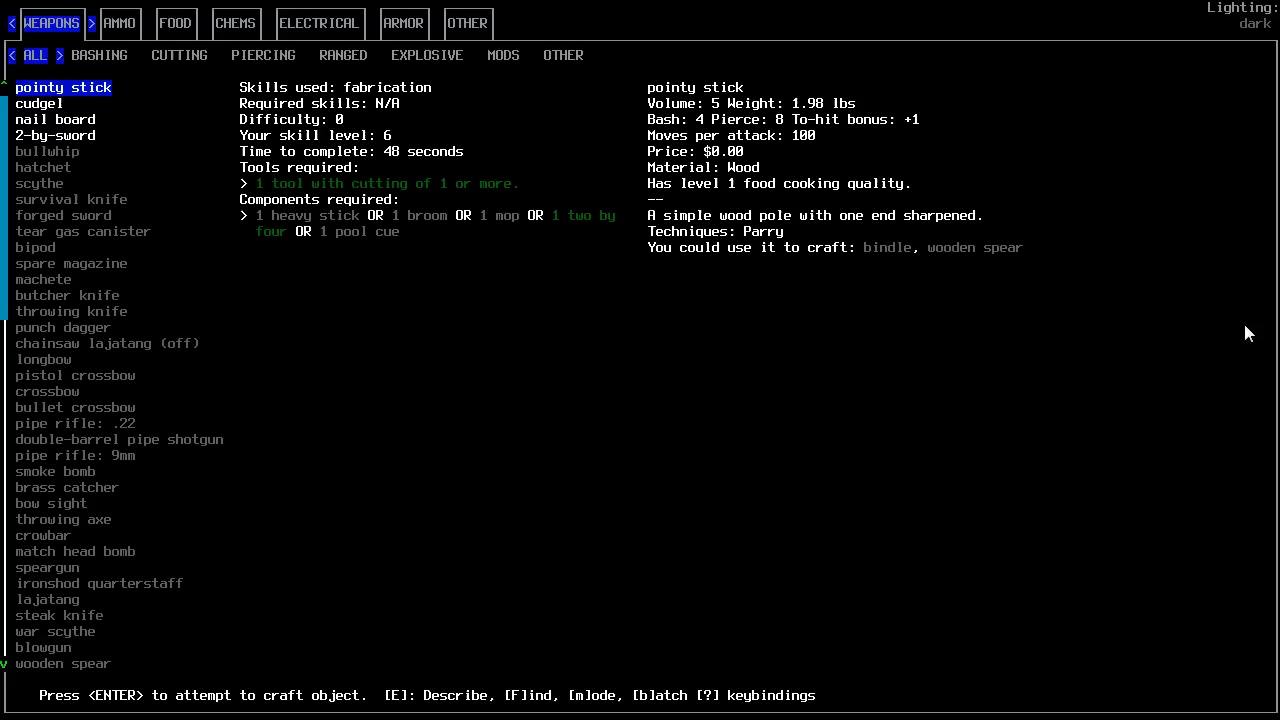 Lighting:
< WEAPONS > AMMO FOOD CHEMS ELECTRICAL ARMOR OTHER
dark
< ALL > BASHING CUTTING PIERCING RANGED EXPLOSIVE MODS OTHER
^
pointy stick
cudgel
nail board
2-by-sword
bullwhip
hatchet
scythe
survival knife
forged sword
tear gas canister
bipod
spare magazine
machete
butcher knife
throwing knife
punch dagger
chainsaw lajatang (off)
longbow
pistol crossbow
crossbow
bullet crossbow
pipe rifle: .22
double-barrel pipe shotgun
pipe rifle: 9mm
smoke bomb
brass catcher
bow sight
throwing axe
crowbar
match head bomb
speargun
ironshod quarterstaff
lajatang
steak knife
war scythe
blowgun
v wooden spear
Skills used: fabrication
Required skills: N/A
Difficulty: 0
Your skill level: 6
Time to complete: 48 seconds
Tools required:
> 1 tool with cutting of 1 or more.
Components required:
> 1 heavy stick OR 1 broom OR 1 mop OR 1 two by
four OR 1 pool cue
pointy stick
Volume: 5 Weight: 1.98 lbs
Bash: 4 Pierce: 8 To-hit bonus: +1
Moves per attack: 100
Price: $0.00
Material: Wood
Has level 1 food cooking quality.
--
A simple wood pole with one end sharpened.
Techniques: Parry
You could use it to craft: bindle, wooden spear
Press <ENTER> to attempt to craft object. [E]: Describe, [F]ind, [m]ode, [b]atch [?] keybindings